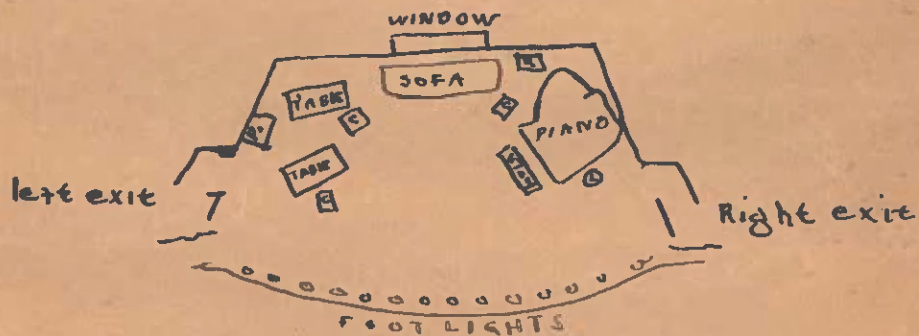 WINDOW
SOFA
TABLE
C
PIANO
TABLE
C
left exit
Right exit
FOOT LIGHTS